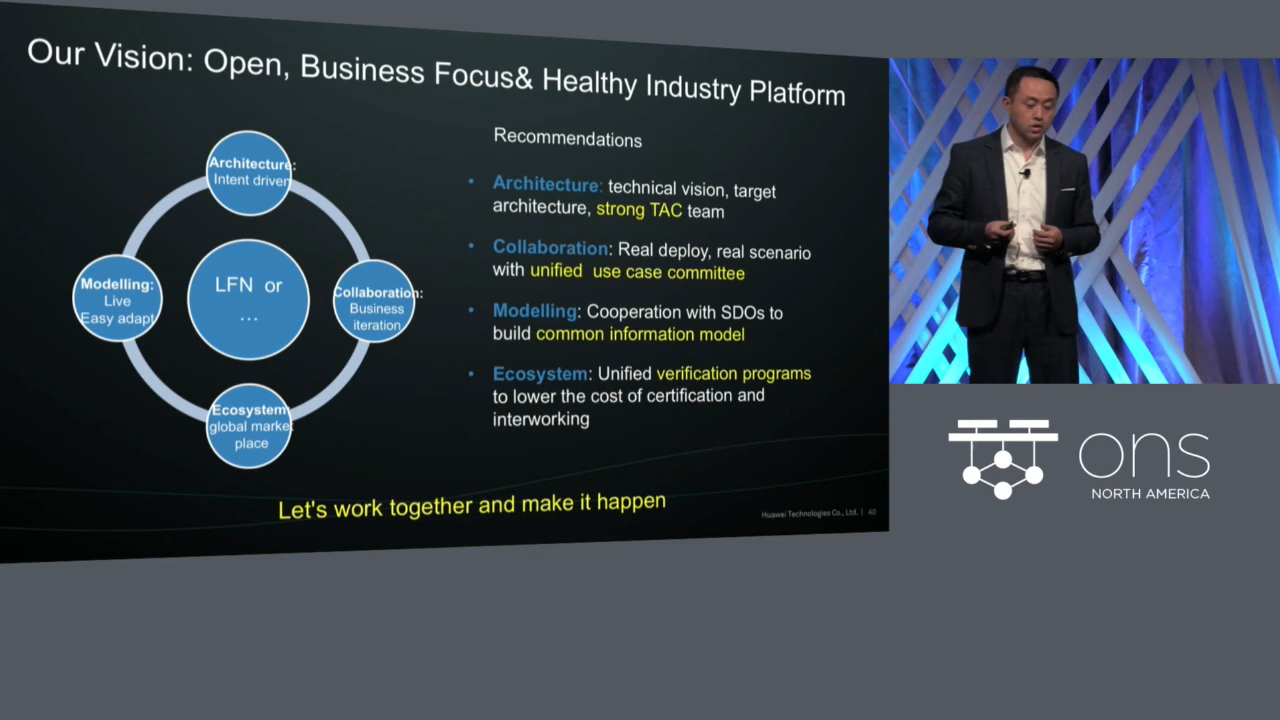 Our Vision: Open, Business Focus& Healthy Industry Platform
Architecture:
Intent driven
Modelling:
Live
Easy adapt
LFN or
...
Collaboration:
Business
iteration
Ecosystem
global market
place
Recommendations
• Architecture: technical vision, target
architecture, strong TAC team
• Collaboration: Real deploy, real scenario
with unified use case committee
• Modelling: Cooperation with SDOs to
build common information model
• Ecosystem: Unified verification programs
to lower the cost of certification and
interworking
Let's work together and make it happen
Huawei Technologies Co., Ltd. | 40
ons
NORTH AMERICA